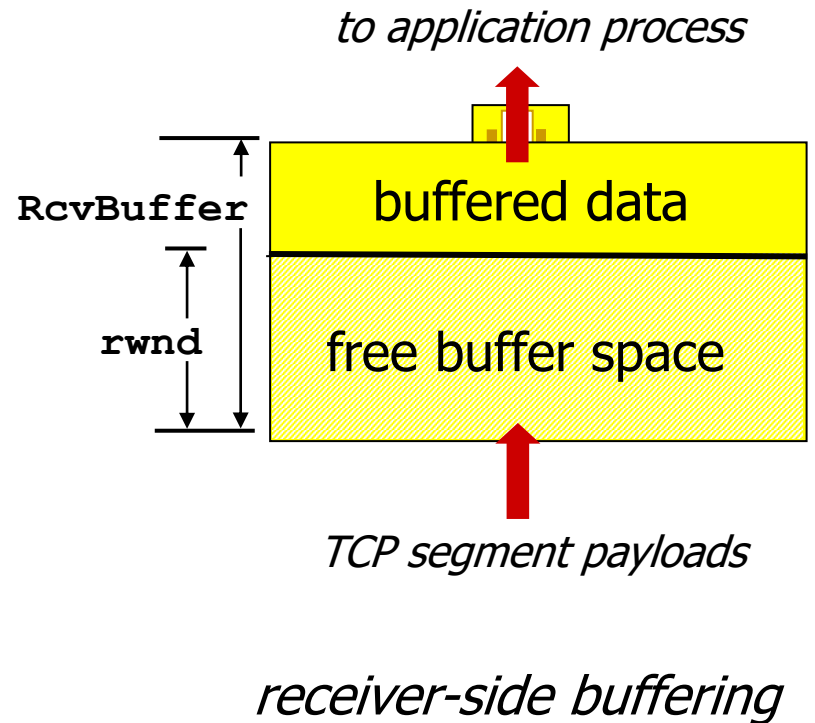 to application process
RcvBuffer
buffered data
rwnd
free buffer space
TCP segment payloads
receiver-side buffering